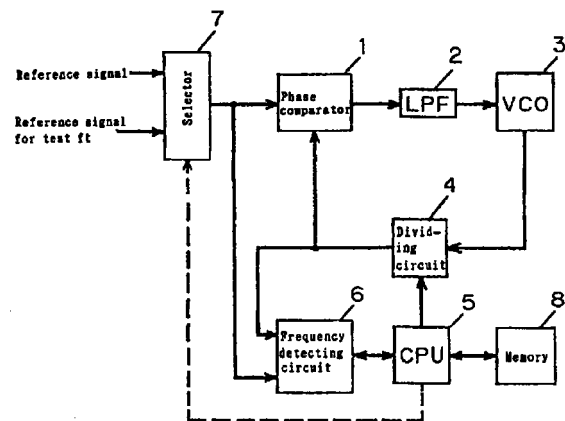 7
Reference signal
Reference signal
for test ft
Selector
1
Phase
comparator
2
LPF
3
VCO
4
Divid-
ing
circuit
6
Frequency
detecting
circuit
5
CPU
8
Memory